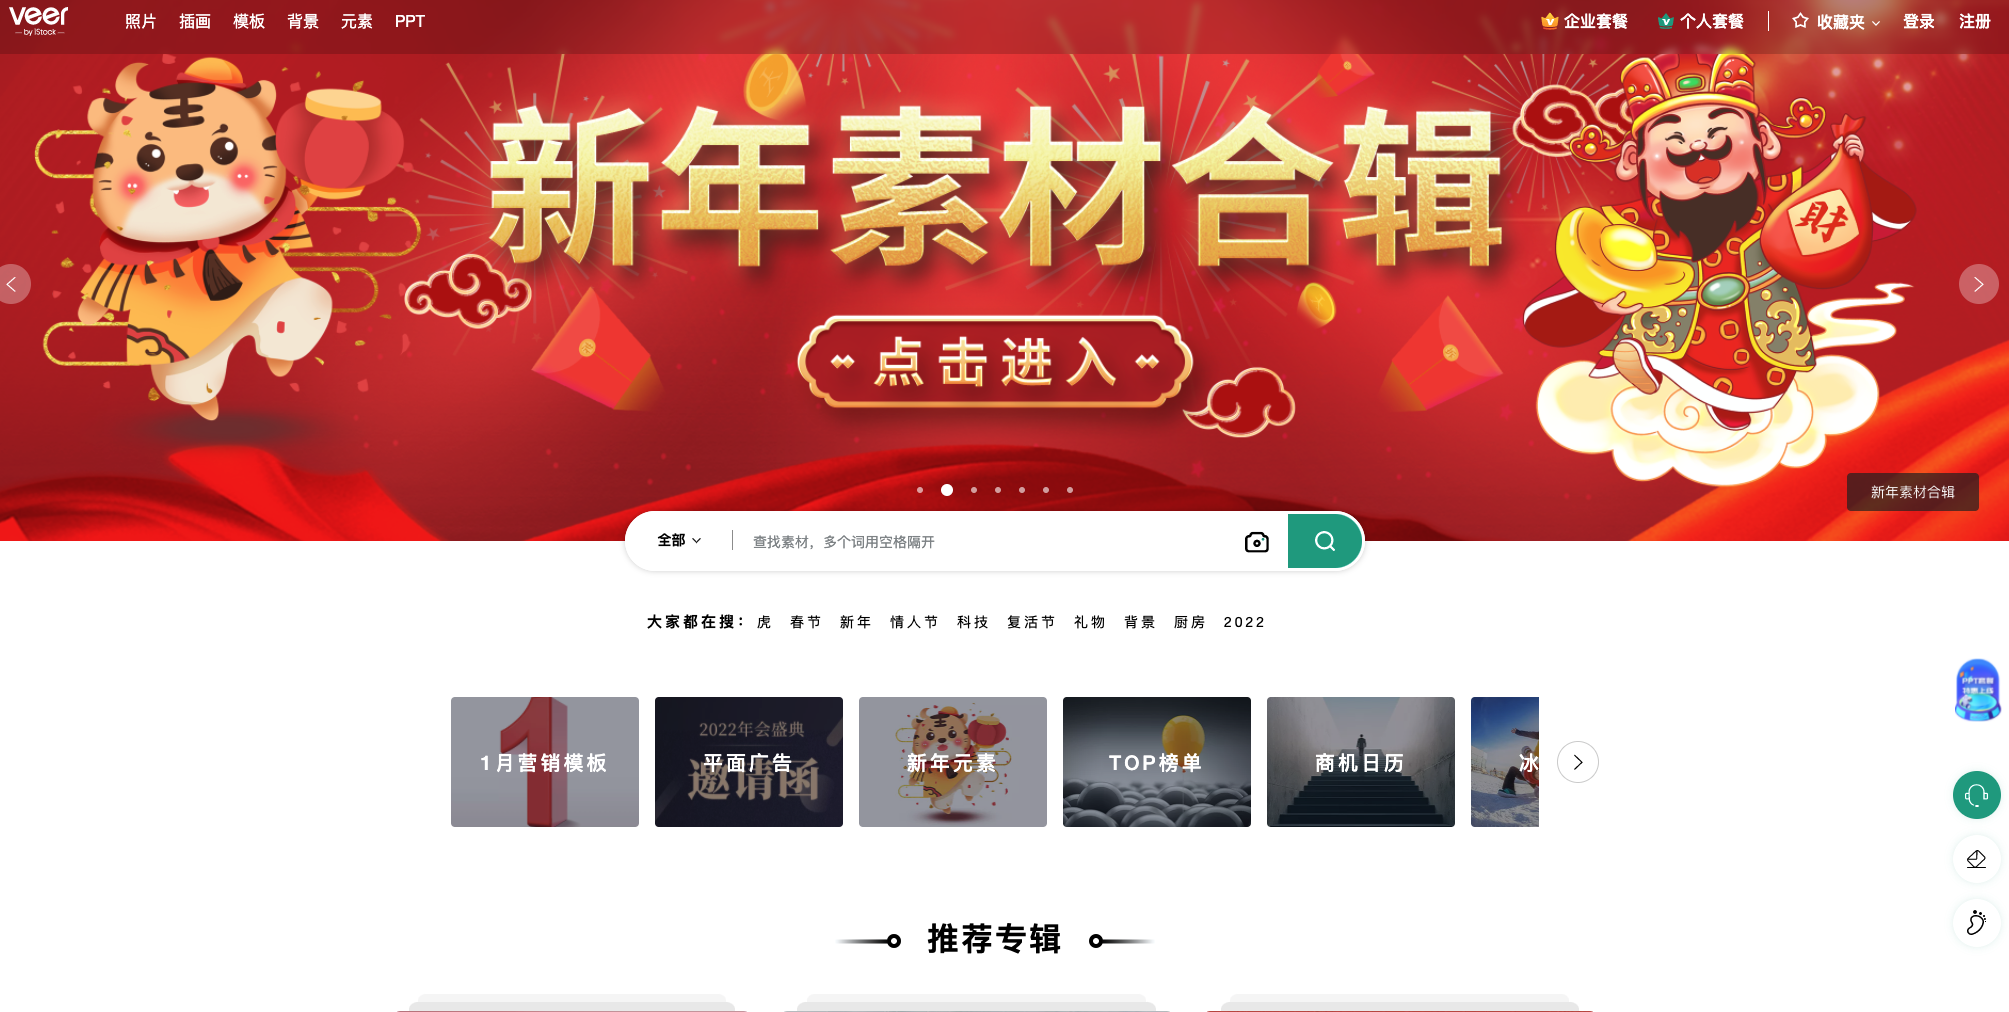 veer
by iStock
照片 插画 模板 背景 元素 PPT
企业套餐 个人套餐 收藏夹 登录 注册
新年素材合辑
財
点击进入
新年素材合辑
全部 查找素材，多个词用空格隔开
大家都在搜： 虎 春节 新年 情人节 科技 复活节 礼物 背景 厨房 2022
2022年会盛典
邀请函
1月营销模板 平面广告 新年元素 TOP榜单 商机日历 冰
推荐专辑